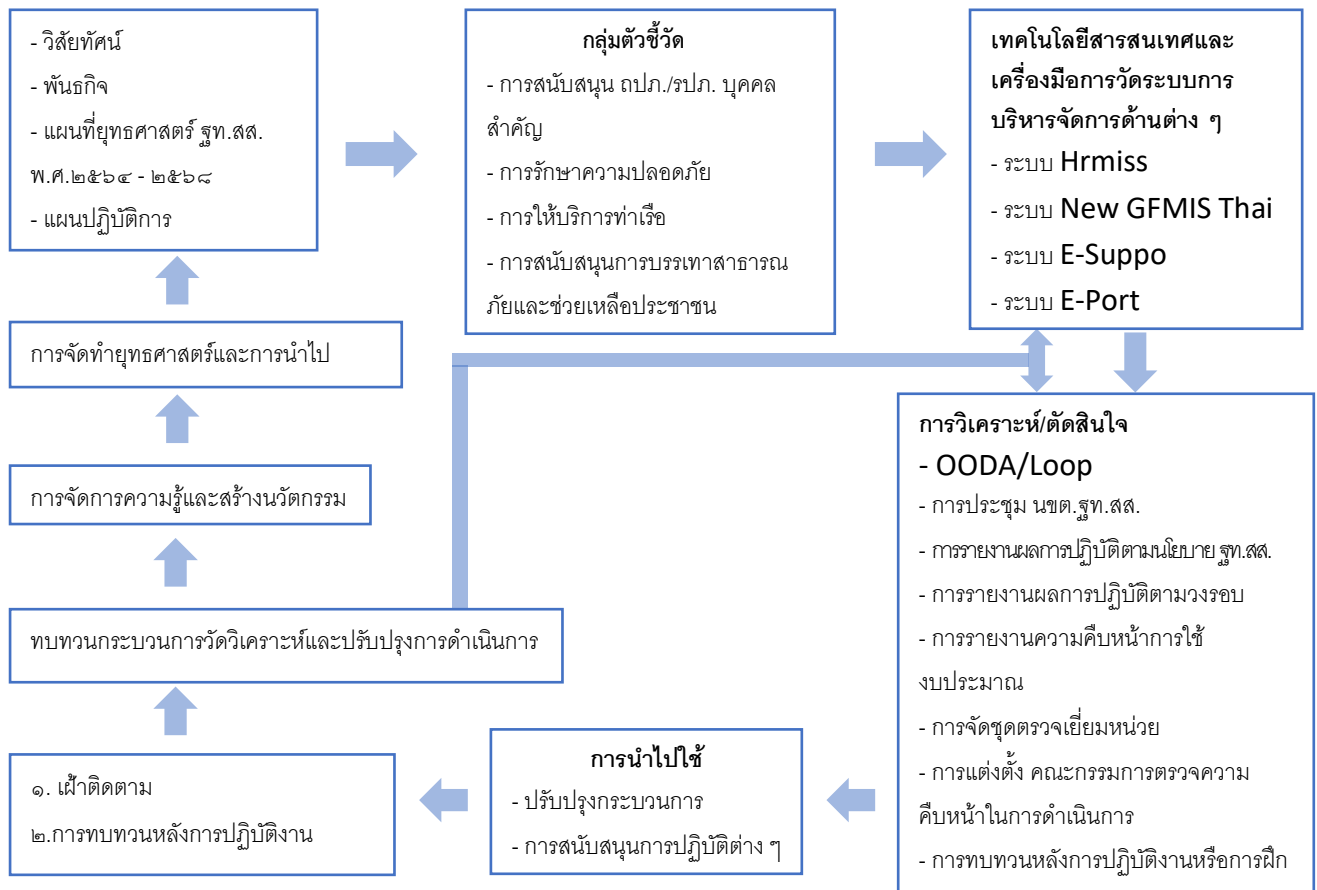 - วิสัยทัศน์
- พันธกิจ
- แผนที่ยุทธศาสตร์ ฐท.สส.
พ.ศ.๒๕๖๔ - ๒๕๖๘
- แผนปฏิบัติการ
กลุ่มตัวชี้วัด
- การสนับสนุน ถปภ./รปภ. บุคคล
สำคัญ
- การรักษาความปลอดภัย
- การให้บริการท่าเรือ
- การสนับสนุนการบรรเทาสาธารณ
ภัยและช่วยเหลือประชาชน
เทคโนโลยีสารสนเทศและ
เครื่องมือการวัดระบบการ
บริหารจัดการด้านต่าง ๆ
- ระบบ Hrmiss
- ระบบ New GFMIS Thai
- ระบบ E-Suppo
- ระบบ E-Port
การวิเคราะห์/ตัดสินใจ
- OODA/Loop
- การประชุม นขต.ฐท.สส.
- การรายงานผลการปฏิบัติตามนโยบาย ฐท.สส.
- การรายงานผลการปฏิบัติตามวงรอบ
- การรายงานความคืบหน้าการใช้
งบประมาณ
- การจัดชุดตรวจเยี่ยมหน่วย
- การแต่งตั้ง คณะกรรมการตรวจความ
คืบหน้าในการดำเนินการ
- การทบทวนหลังการปฏิบัติงานหรือการฝึก
การนำไปใช้
- ปรับปรุงกระบวนการ
- การสนับสนุนการปฏิบัติต่าง ๆ
๑. เฝ้าติดตาม
๒.การทบทวนหลังการปฏิบัติงาน
ทบทวนกระบวนการวัดวิเคราะห์และปรับปรุงการดำเนินการ
การจัดการความรู้และสร้างนวัตกรรม
การจัดทำยุทธศาสตร์และการนำไป